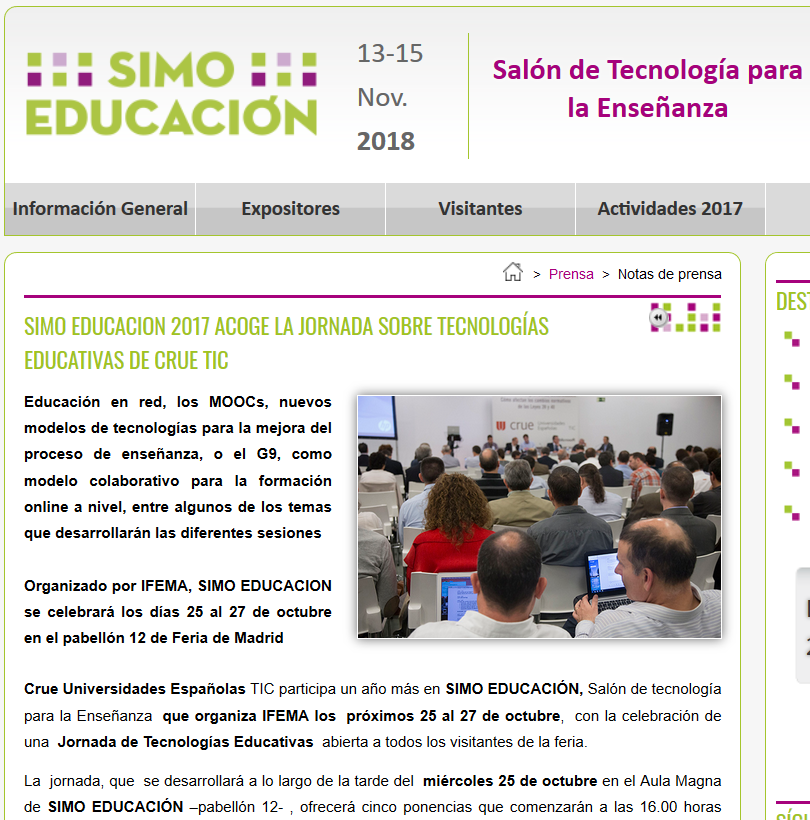 SIMO
EDUCACIÓN
13-15
Nov.
2018
Salón de Tecnología para
la Enseñanza
Información General
Expositores
Visitantes
Actividades 2017
> Prensa > Notas de prensa
SIMO EDUCACION 2017 ACOGE LA JORNADA SOBRE TECNOLOGÍAS
EDUCATIVAS DE CRUE TIC
Educación en red, los MOOCs, nuevos
modelos de tecnologías para la mejora del
proceso de enseñanza, o el G9, como
modelo colaborativo para la formación
online a nivel, entre algunos de los temas
que desarrollarán las diferentes sesiones
crue
Organizado por IFEMA, SIMO EDUCACION
se celebrará los días 25 al 27 de octubre
en el pabellón 12 de Feria de Madrid
Crue Universidades Españolas TIC participa un año más en SIMO EDUCACIÓN, Salón de tecnología
para la Enseñanza que organiza IFEMA los próximos 25 al 27 de octubre, con la celebración de
una Jornada de Tecnologías Educativas abierta a todos los visitantes de la feria.
La jornada, que se desarrollará a lo largo de la tarde del miércoles 25 de octubre en el Aula Magna
de SIMO EDUCACIÓN –pabellón 12- , ofrecerá cinco ponencias que comenzarán a las 16.00 horas